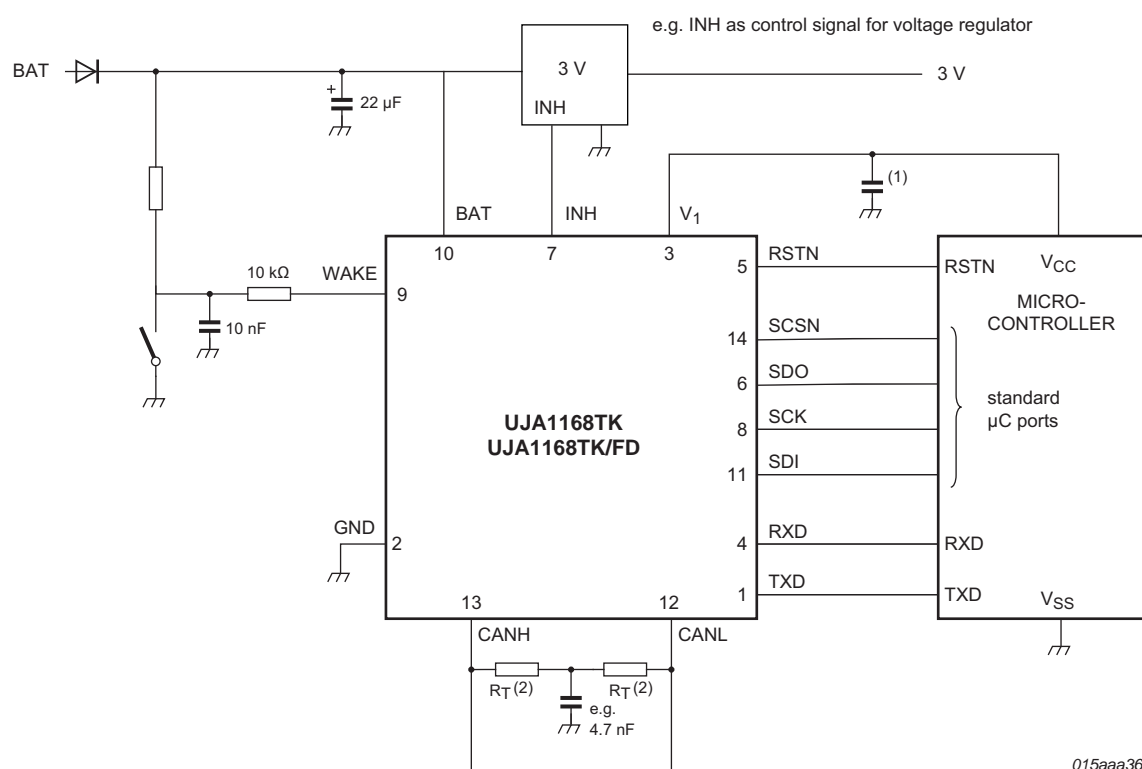 e.g. INH as control signal for voltage regulator
BAT
3 V
3 V
+
22 µF
INH
(1)
BAT
INH
V1
10
7
3
RSTN
5
RSTN
VCC
10 kΩ
WAKE
9
MICRO-
CONTROLLER
10 nF
SCSN
14
SDO
6
standard
µC ports
UJA1168TK
UJA1168TK/FD
SCK
8
SDI
11
GND
2
RXD
4
RXD
TXD
1
TXD
13
12
VSS
CANH
CANL
RT(2)
RT(2)
e.g.
4.7 nF
015aaa36